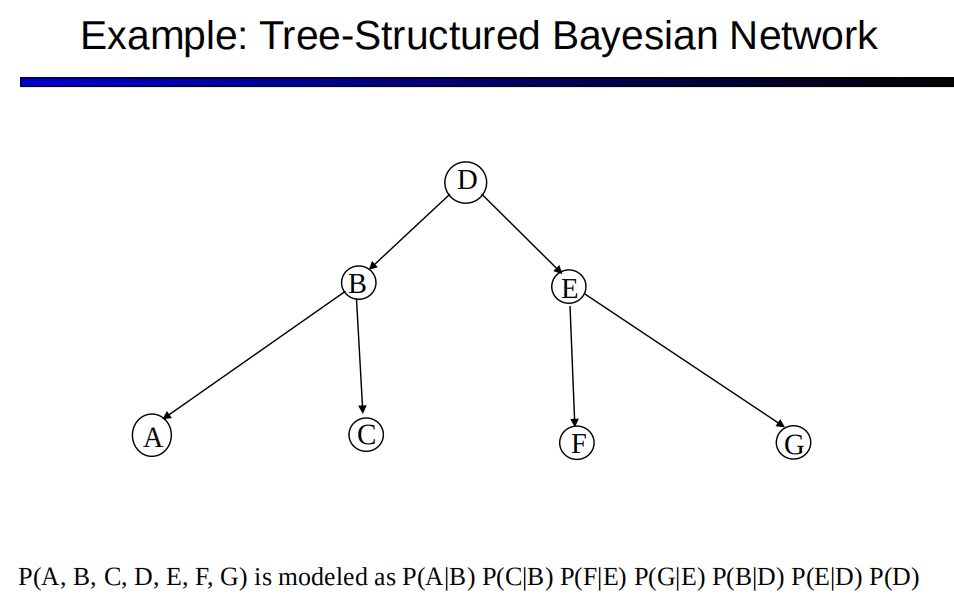 Example: Tree-Structured Bayesian Network
D
B
E
A
C
F
G
P(A, B, C, D, E, F, G) is modeled as P(A|B) P(C|B) P(F|E) P(G|E) P(B|D) P(E|D) P(D)